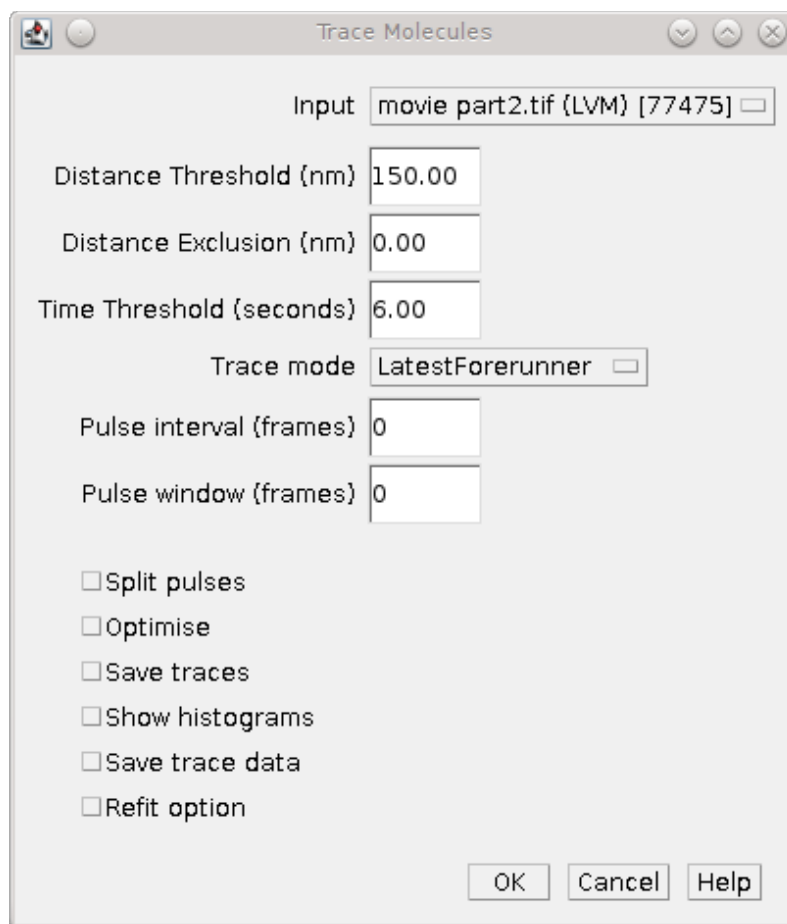 Trace Molecules
Input movie part2.tif (LVM) [77475]
Distance Threshold (nm) 150.00
Distance Exclusion (nm) 0.00
Time Threshold (seconds) 6.00
Trace mode LatestForerunner
Pulse interval (frames) 0
Pulse window (frames) 0
Split pulses
Optimise
Save traces
Show histograms
Save trace data
Refit option
OK Cancel Help